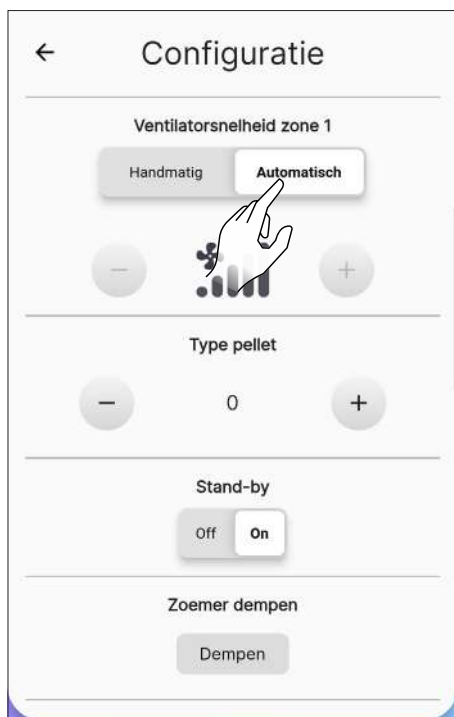 ← Configuratie
Ventilatorsnelheid zone 1
Handmatig Automatisch
− +
Type pellet
− 0 +
Stand-by
Off On
Zoemer dempen
Dempen